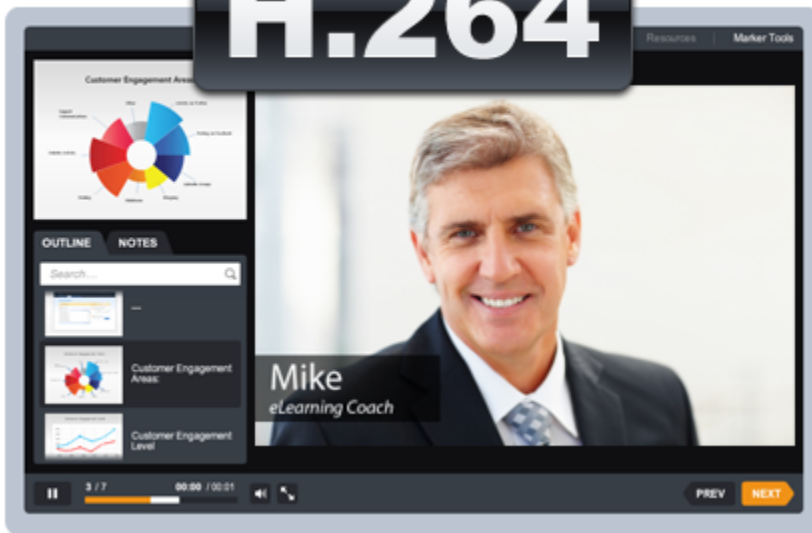 H.264
Resources | Marker Tools
Customer Engagement Areas
OUTLINE NOTES
Search...
Customer Engagement
Areas:
Customer Engagement
Level
Mike
eLearning Coach
3 / 7 00:00 / 00:01
PREV NEXT